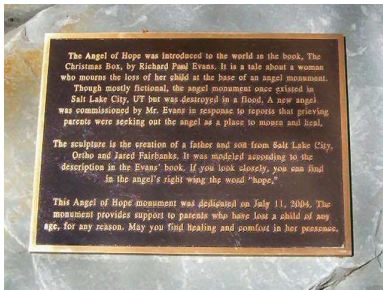 The Angel of Hope was introduced to the world in the book, The
Christmas Box, by Richard Paul Evans. It is a tale about a woman
who mourns the loss of her child at the base of an angel monument.
Though mostly fictional, the angel monument once existed in
Salt Lake City, UT but was destroyed in a flood. A new angel
was commissioned by Mr. Evans in response to reports that grieving
parents were seeking out the angel as a place to mourn and heal.
The sculpture is the creation of a father and son from Salt Lake City,
Ortho and Jared Fairbanks. It was modeled according to the
description in the Evans' book. If you look closely, you can find
in the angel's right wing the word "hope."
This Angel of Hope monument was dedicated on July 11, 2004. The
monument provides support to parents who have lost a child of any
age, for any reason. May you find healing and comfort in her presence.